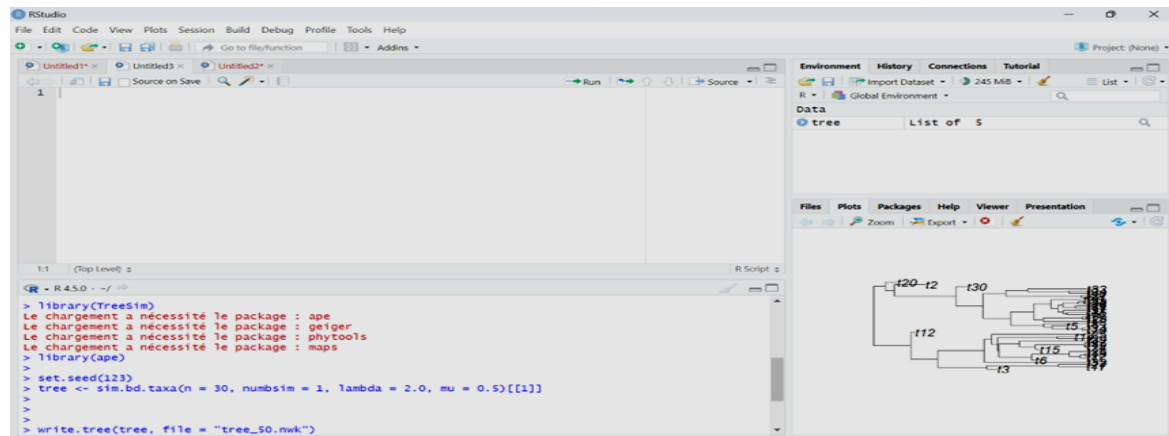 RStudio
File Edit Code View Plots Session Build Debug Profile Tools Help
Go to file/function Addins Project: (None)
Untitled1* Untitled3 Untitled2*
Source on Save Run Source
1
1:1 (Top Level) R Script
R 4.5.0 · ~/
> library(TreeSim)
Le chargement a nécessité le package : ape
Le chargement a nécessité le package : geiger
Le chargement a nécessité le package : phytools
Le chargement a nécessité le package : maps
> library(ape)
>
> set.seed(123)
> tree <- sim.bd.taxa(n = 30, numbsim = 1, lambda = 2.0, mu = 0.5)[[1]]
>
>
>
> write.tree(tree, file = "tree_50.nwk")
Environment History Connections Tutorial
Import Dataset 245 MiB List
R Global Environment
Data
tree List of 5
Files Plots Packages Help Viewer Presentation
Zoom Export
t20 t2 t30
t5
t12
t15
t6
t3